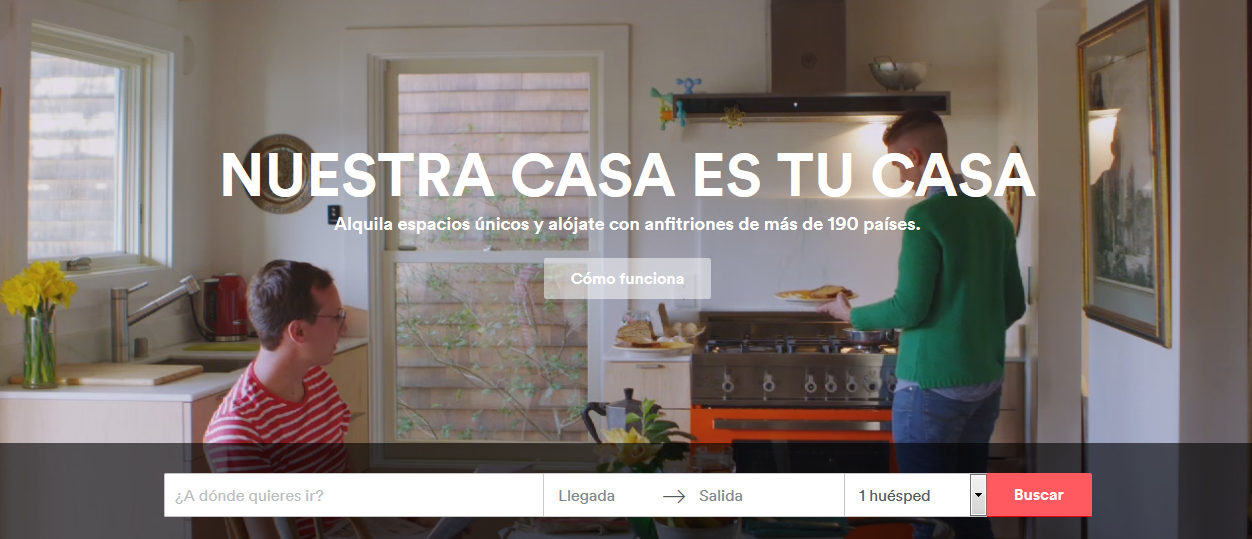 NUESTRA CASA ES TU CASA
Alquila espacios únicos y alójate con anfitriones de más de 190 países.
Cómo funciona
¿A dónde quieres ir?
Llegada → Salida
1 huésped
Buscar